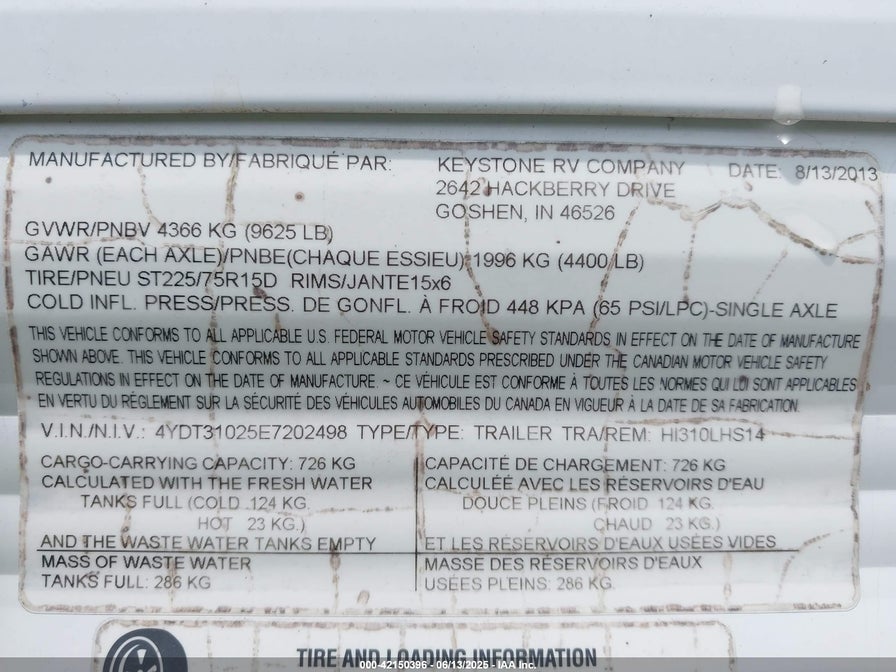 MANUFACTURED BY/FABRIQUÉ PAR: KEYSTONE RV COMPANY DATE: 8/13/2013
2642 HACKBERRY DRIVE
GOSHEN, IN 46526
GVWR/PNBV 4366 KG (9625 LB)
GAWR (EACH AXLE)/PNBE(CHAQUE ESSIEU) 1996 KG (4400 LB)
TIRE/PNEU ST225/75R15D RIMS/JANTE15x6
COLD INFL. PRESS/PRESS. DE GONFL. À FROID 448 KPA (65 PSI/LPC)-SINGLE AXLE
THIS VEHICLE CONFORMS TO ALL APPLICABLE U.S. FEDERAL MOTOR VEHICLE SAFETY STANDARDS IN EFFECT ON THE DATE OF MANUFACTURE
SHOWN ABOVE. THIS VEHICLE CONFORMS TO ALL APPLICABLE STANDARDS PRESCRIBED UNDER THE CANADIAN MOTOR VEHICLE SAFETY
REGULATIONS IN EFFECT ON THE DATE OF MANUFACTURE. ~ CE VÉHICULE EST CONFORME À TOUTES LES NORMES QUI LUI SONT APPLICABLES
EN VERTU DU RÉGLEMENT SUR LA SÉCURITÉ DES VÉHICULES AUTOMOBILES DU CANADA EN VIGUEUR À LA DATE DE SA FABRICATION.
V.I.N./N.I.V.: 4YDT31025E7202498 TYPE/TYPE: TRAILER TRA/REM: HI310LHS14
CARGO-CARRYING CAPACITY: 726 KG
CALCULATED WITH THE FRESH WATER
TANKS FULL (COLD 124 KG.
HOT 23 KG.)
AND THE WASTE WATER TANKS EMPTY
MASS OF WASTE WATER
TANKS FULL: 286 KG
CAPACITÉ DE CHARGEMENT: 726 KG
CALCULÉE AVEC LES RÉSERVOIRS D'EAU
DOUCE PLEINS (FROID 124 KG.
CHAUD 23 KG.)
ET LES RÉSERVOIRS D'EAUX USÉES VIDES
MASSE DES RÉSERVOIRS D'EAUX
USÉES PLEINS: 286 KG
TIRE AND LOADING INFORMATION
000-42150396 - 06/13/2025 - IAA Inc.